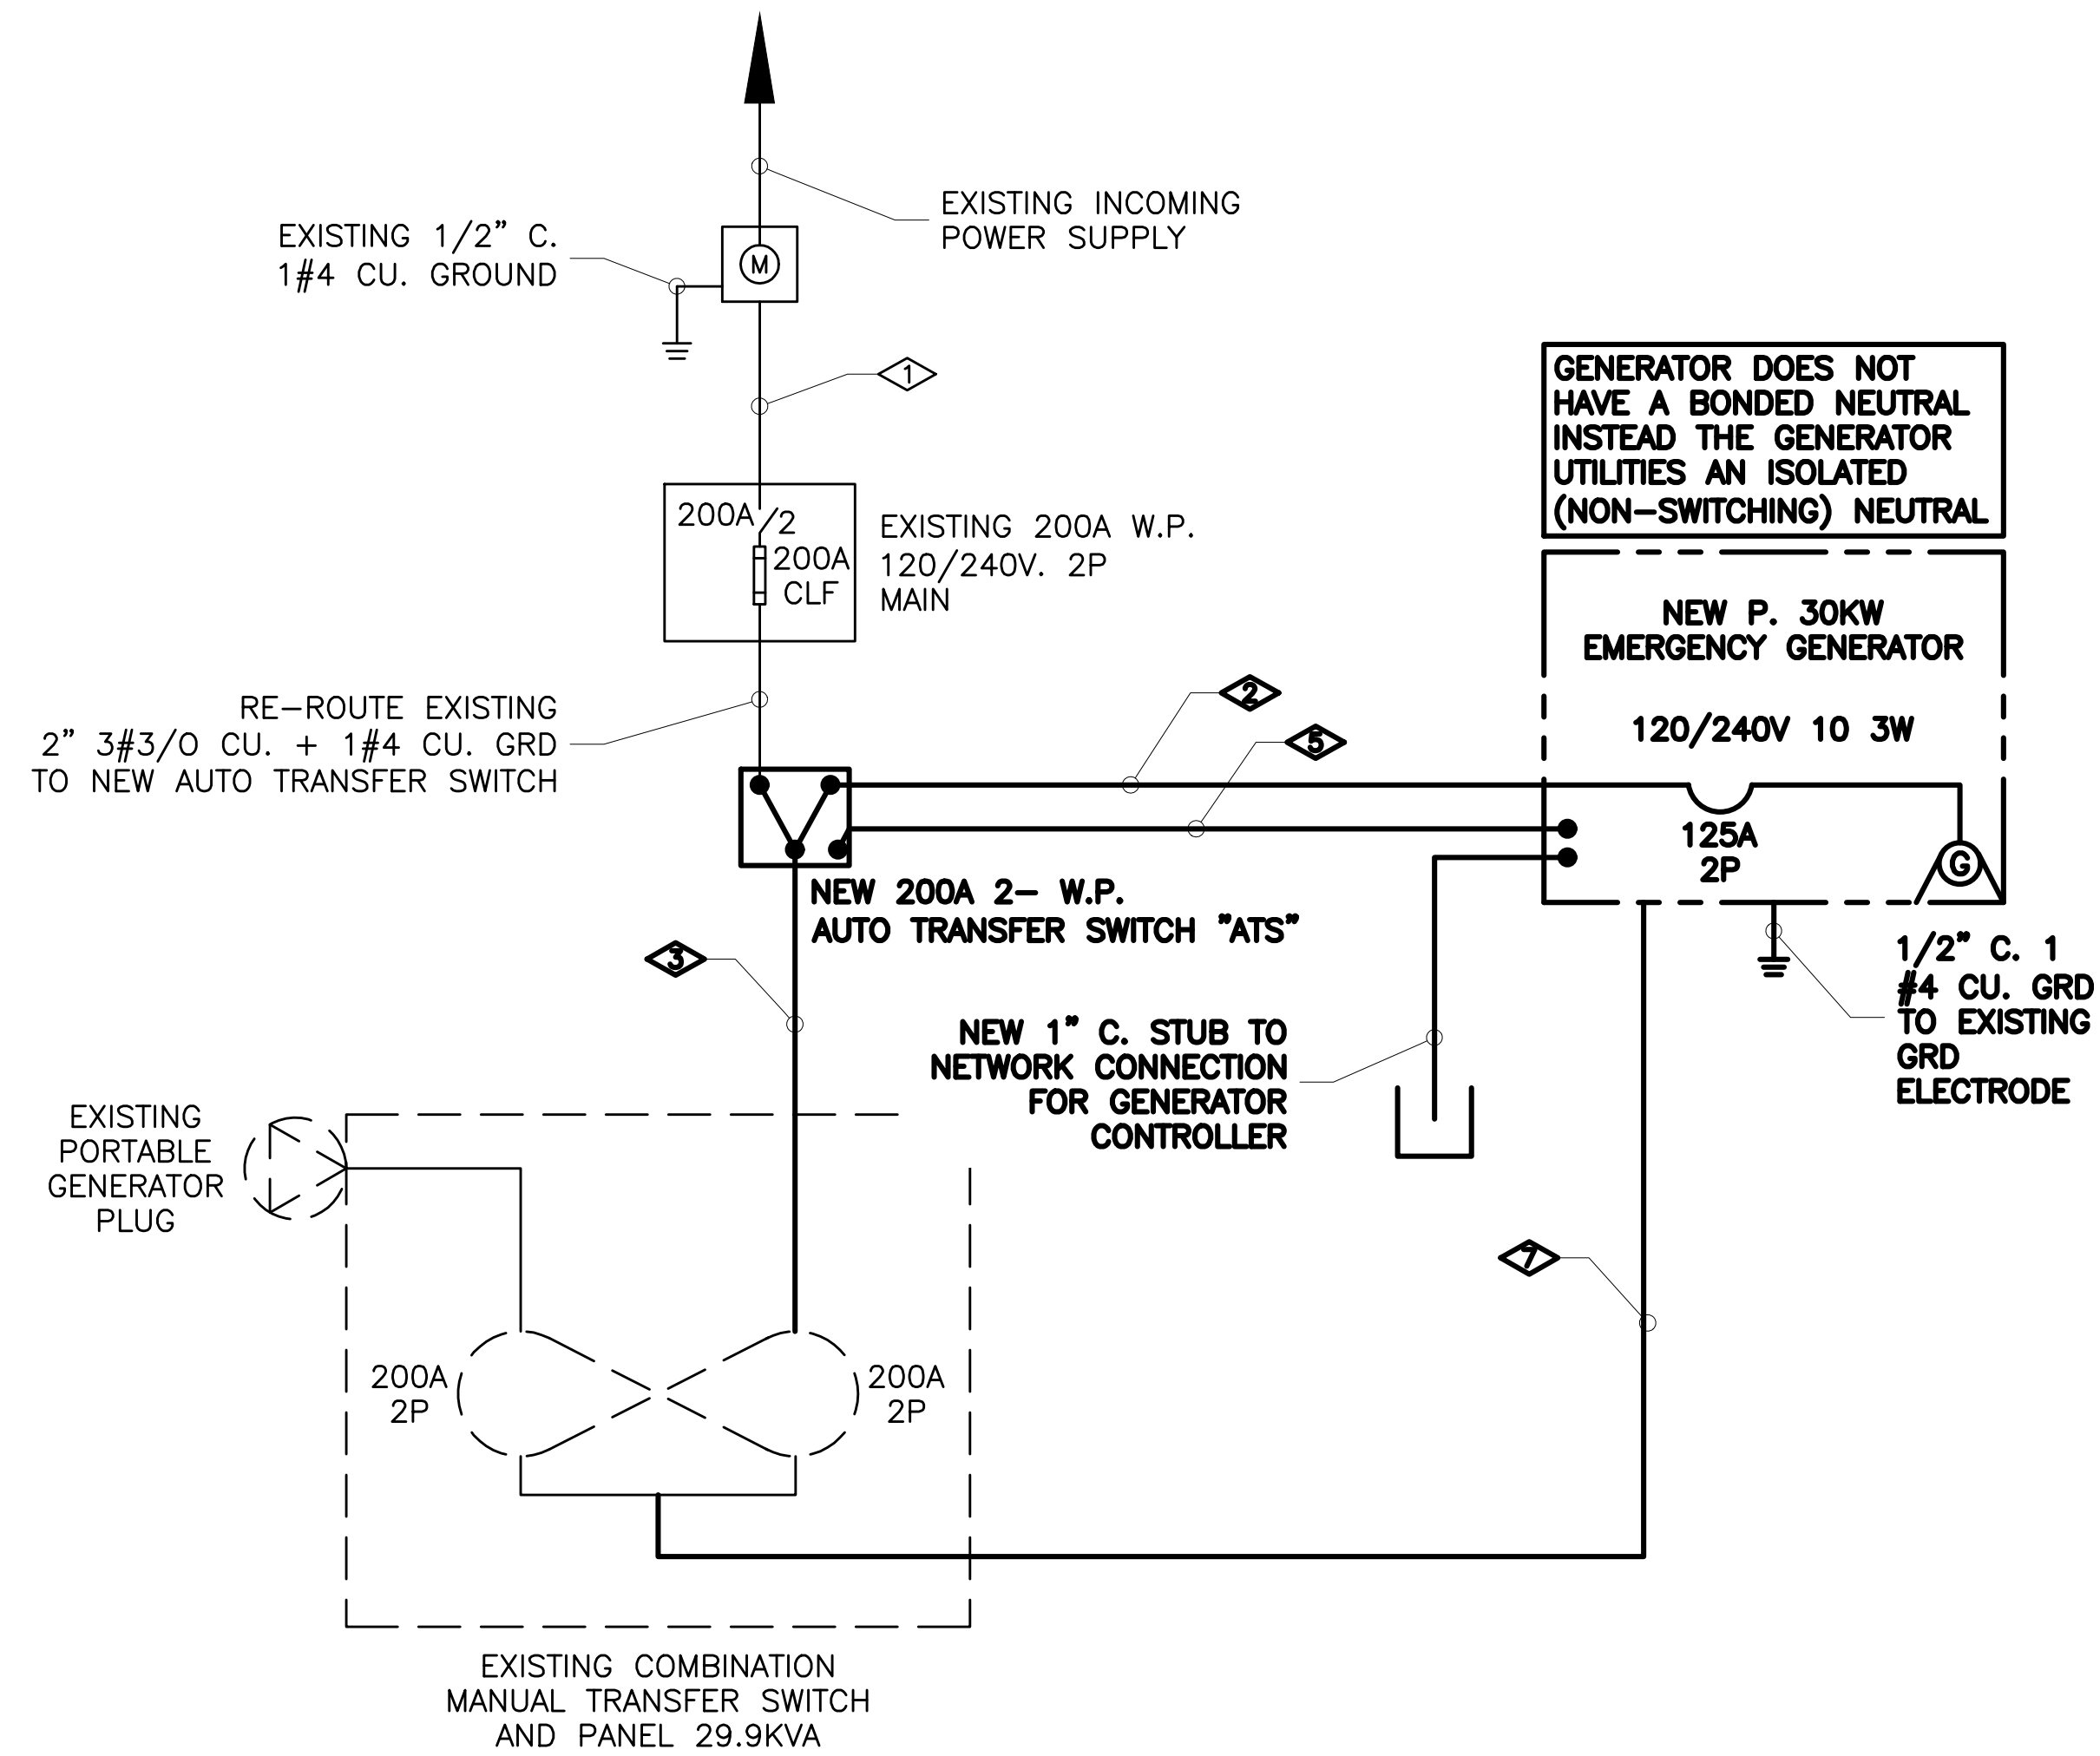 EXISTING INCOMING
POWER SUPPLY
EXISTING 1/2" C.
1#4 CU. GROUND
M
1
GENERATOR DOES NOT
HAVE A BONDED NEUTRAL
INSTEAD THE GENERATOR
UTILITIES AN ISOLATED
(NON-SWITCHING) NEUTRAL
200A
2
200A
CLF
EXISTING 200A W.P.
120/240V. 2P
MAIN
NEW P. 30KW
EMERGENCY GENERATOR
120/240V 10 3W
RE-ROUTE EXISTING
2" 3#3/0 CU. + 1#4 CU. GRD
TO NEW AUTO TRANSFER SWITCH
2
5
125A
2P
G
NEW 200A 2- W.P.
AUTO TRANSFER SWITCH "ATS"
3
1/2" C. 1
#4 CU. GRD
TO EXISTING
GRD
ELECTRODE
NEW 1" C. STUB TO
NETWORK CONNECTION
FOR GENERATOR
CONTROLLER
EXISTING
PORTABLE
GENERATOR
PLUG
7
200A
2P
200A
2P
EXISTING COMBINATION
MANUAL TRANSFER SWITCH
AND PANEL 29.9KVA